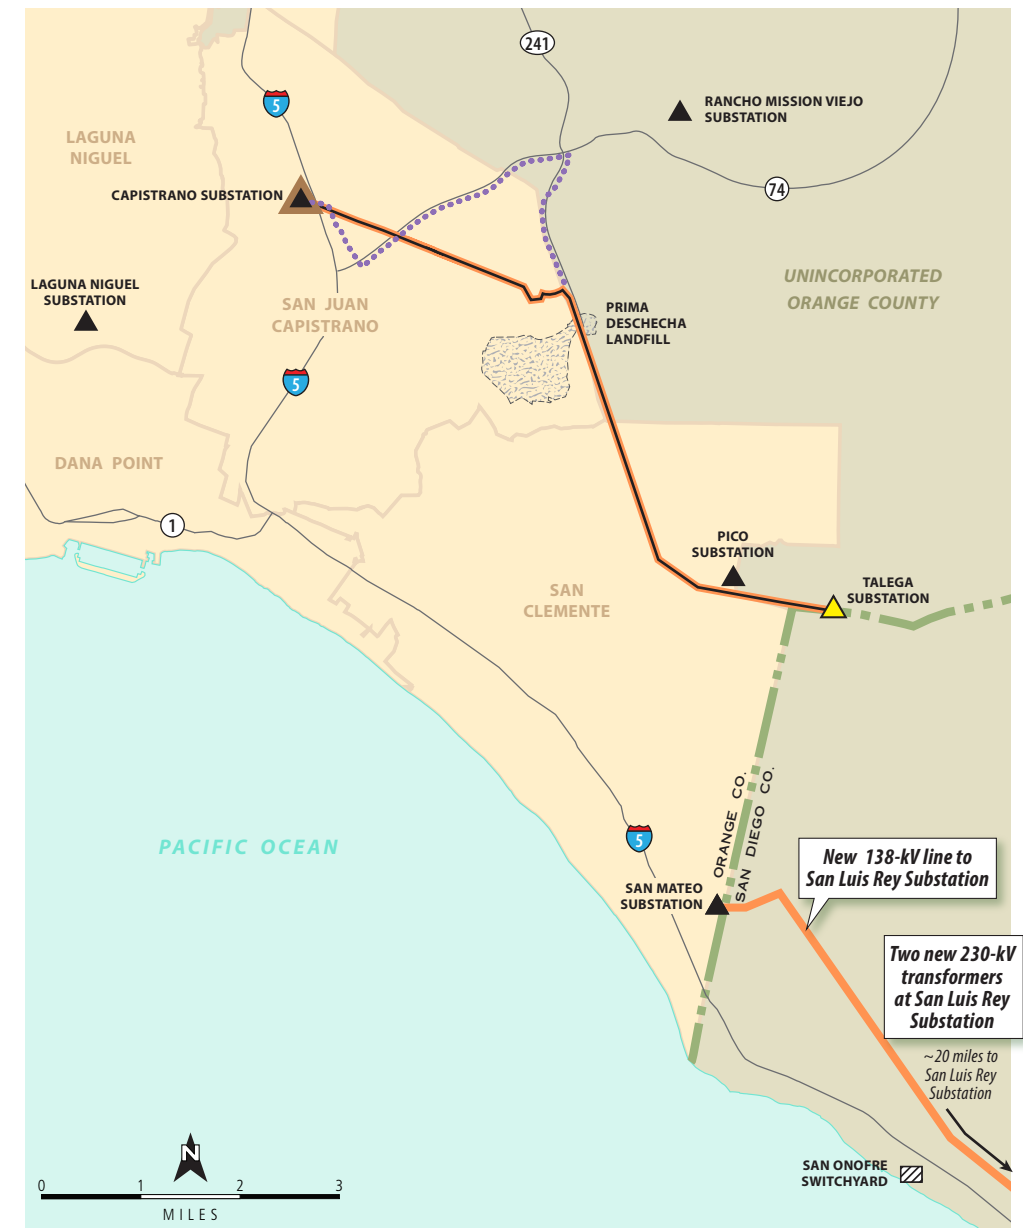 241
RANCHO MISSION VIEJO
SUBSTATION
5
LAGUNA
NIGUEL
74
CAPISTRANO SUBSTATION
UNINCORPORATED
ORANGE COUNTY
LAGUNA NIGUEL
SUBSTATION
SAN JUAN
CAPISTRANO
PRIMA
DESCHECHA
LANDFILL
5
DANA POINT
1
PICO
SUBSTATION
TALEGA
SUBSTATION
SAN
CLEMENTE
ORANGE CO.
SAN DIEGO CO.
PACIFIC OCEAN
5
New 138-kV line to
San Luis Rey Substation
SAN MATEO
SUBSTATION
Two new 230-kV
transformers
at San Luis Rey
Substation
~20 miles to
San Luis Rey
Substation
N
SAN ONOFRE
SWITCHYARD
0 1 2 3
MILES